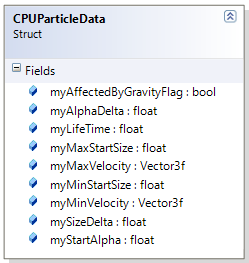 CPUParticleData
Struct
Fields
myAffectedByGravityFlag : bool
myAlphaDelta : float
myLifeTime : float
myMaxStartSize : float
myMaxVelocity : Vector3f
myMinStartSize : float
myMinVelocity : Vector3f
mySizeDelta : float
myStartAlpha : float